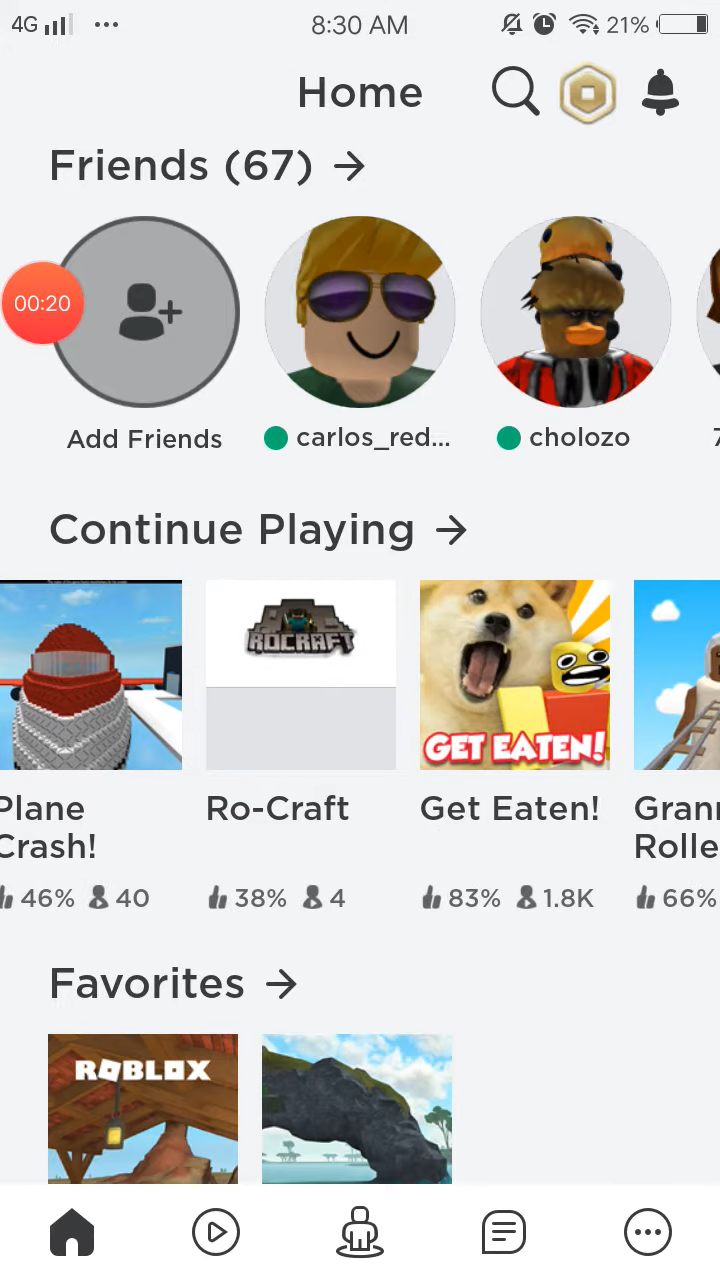 4G 8:30 AM 21%
Home
Friends (67)
00:20
Add Friends carlos_red... cholozo
Continue Playing
ROCRAFT
GET EATEN!
Plane Ro-Craft Get Eaten!
Crash! Rolle
46% 40 38% 4 83% 1.8K 66%
Favorites
ROBLOX